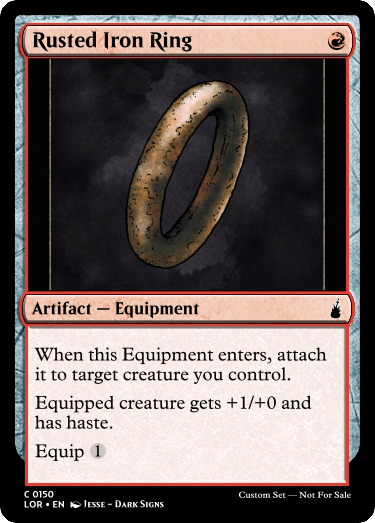 Rusted Iron Ring
Artifact — Equipment
When this Equipment enters, attach
it to target creature you control.
Equipped creature gets +1/+0 and
has haste.
Equip 1
C 0150
LOR • EN Jesse – Dark Signs
Custom Set — Not For Sale